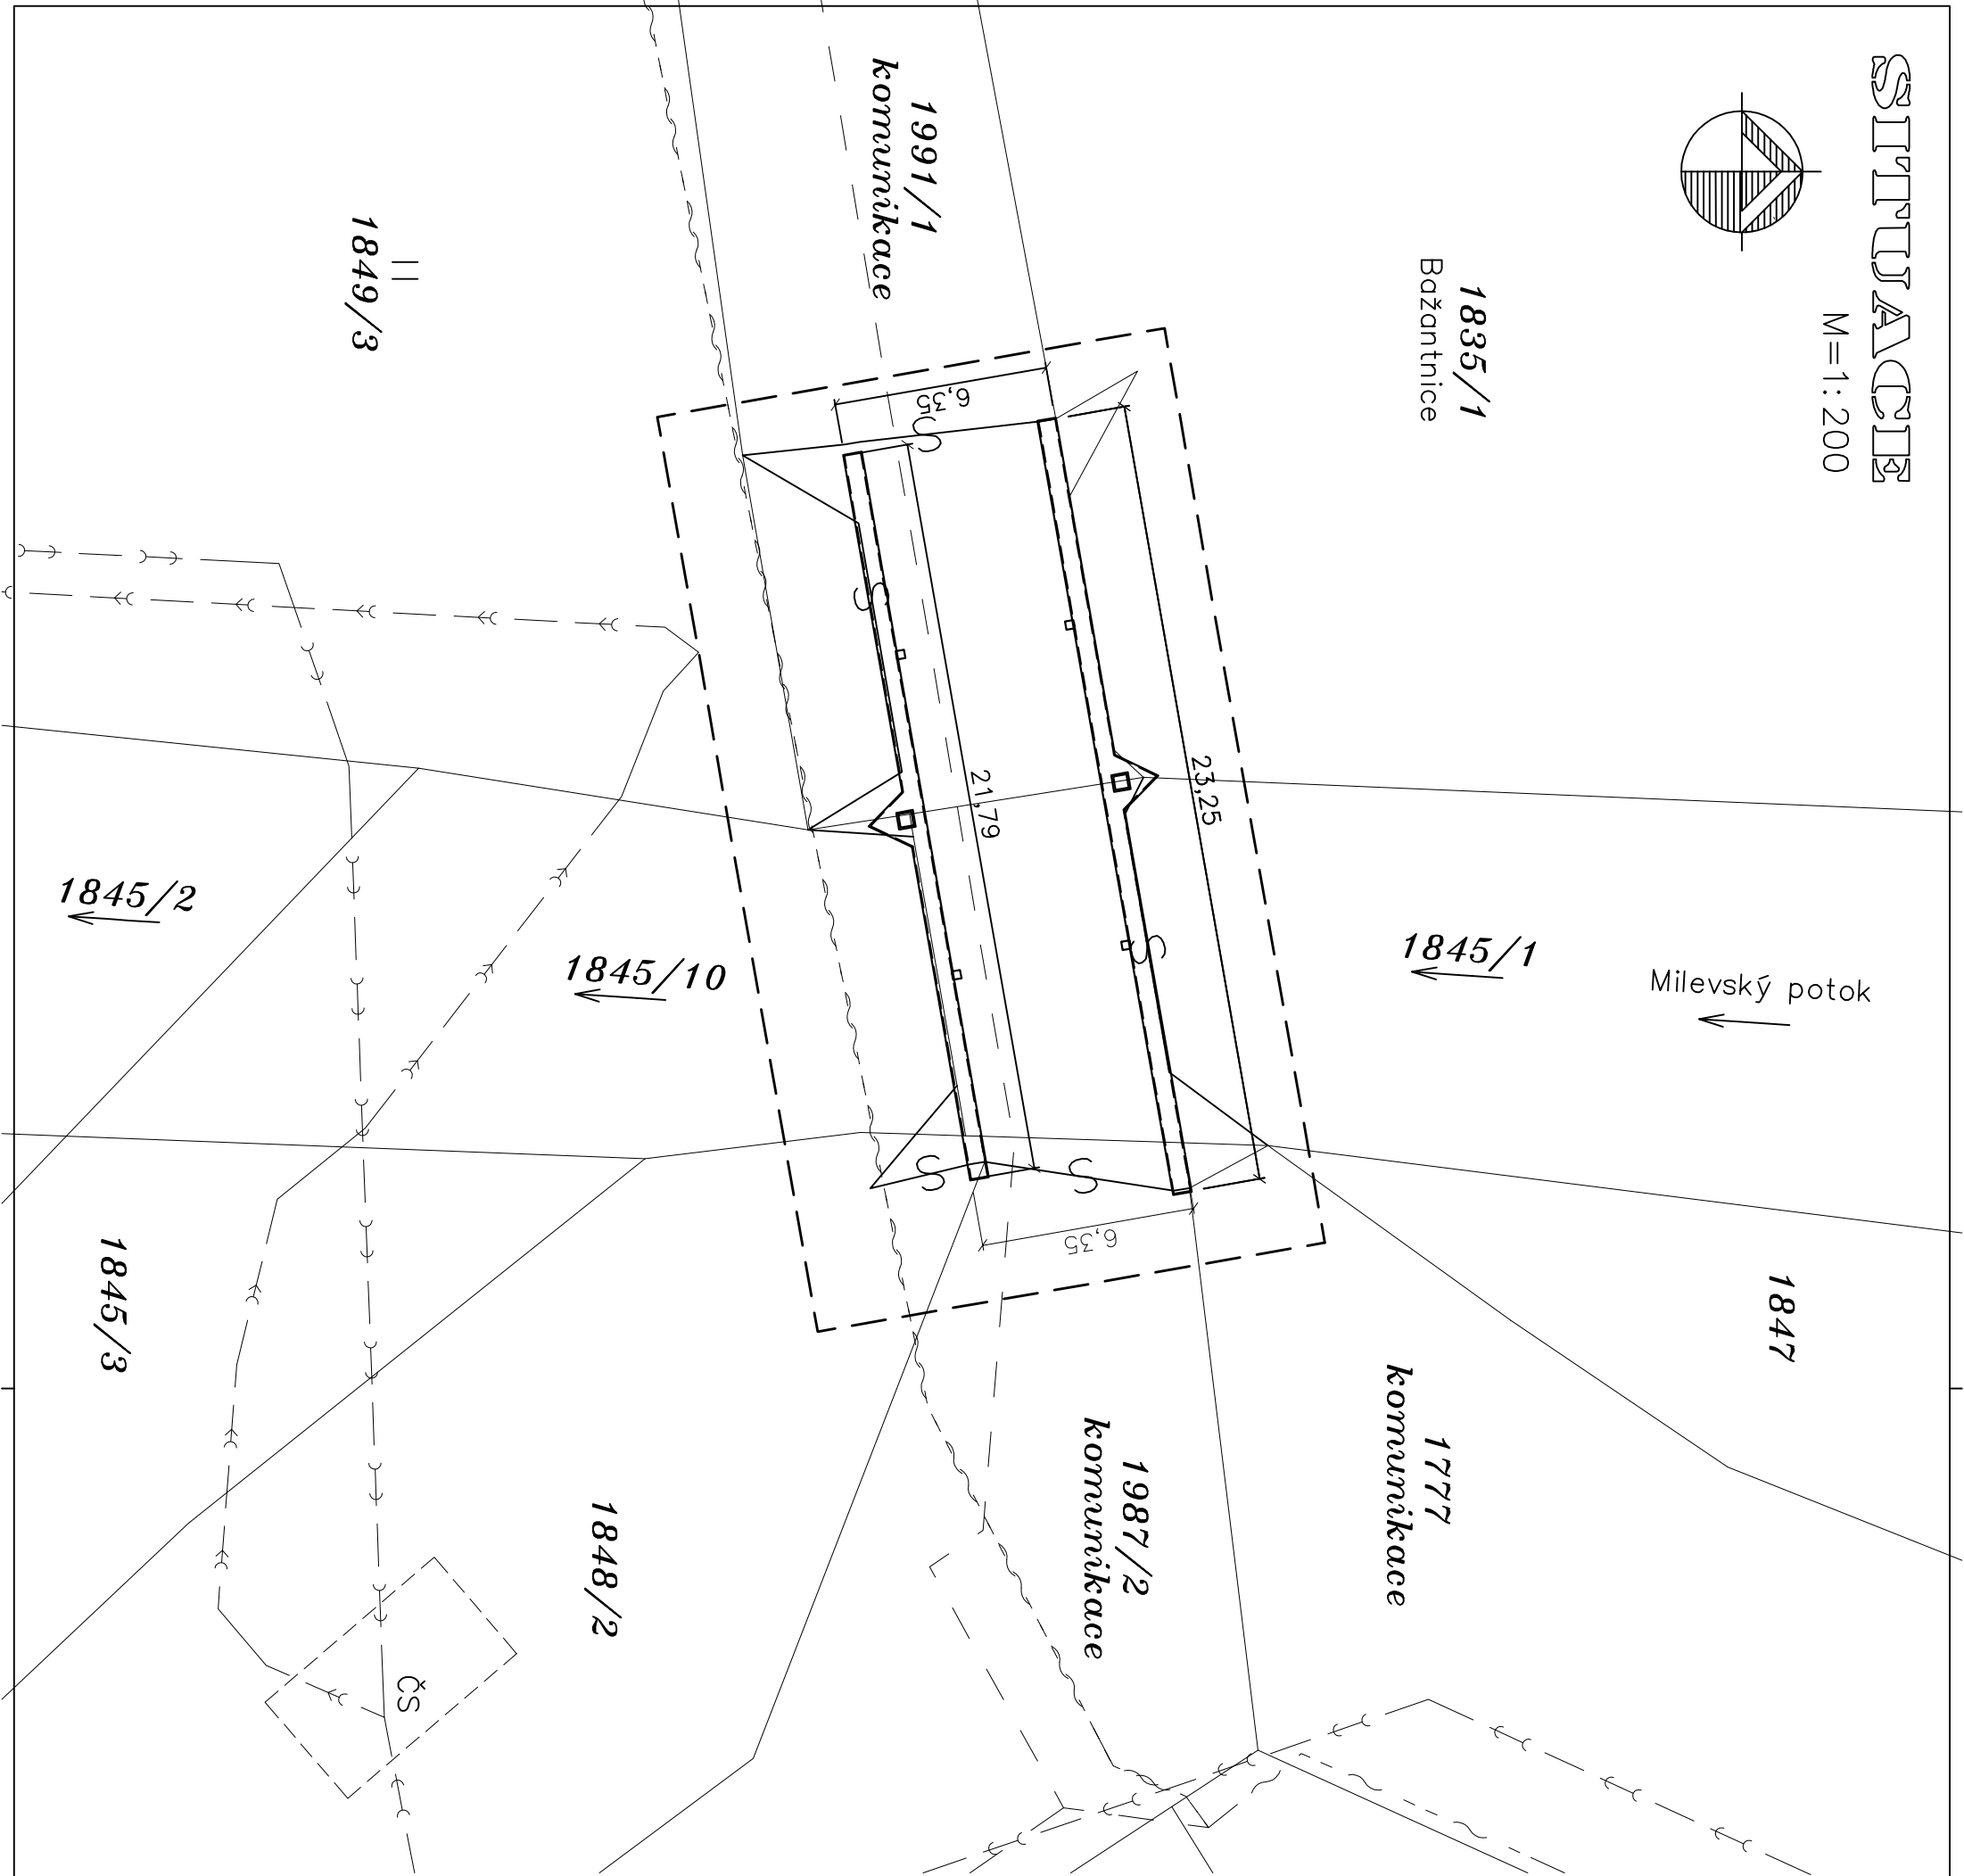 SITUACE
M=1:200
1835/1
Bažantnice
1991/1
komunikace
1849/3
6,35
23,25
21,79
1845/2
1845/10
1845/1
Milevský potok
6,35
1845/3
1847
1777
komunikace
1987/2
komunikace
1848/2
ČS